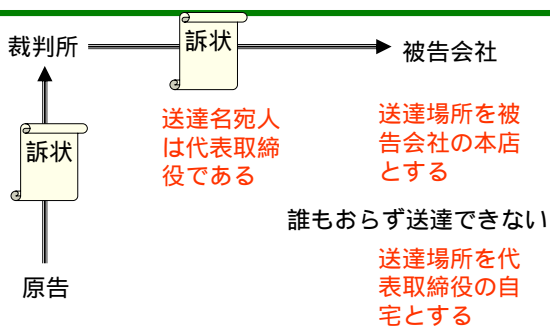 裁判所
訴状
被告会社
送達名宛人
は代表取締
役である
送達場所を被
告会社の本店
とする
訴状
誰もおらず送達できない
原告
送達場所を代
表取締役の自
宅とする